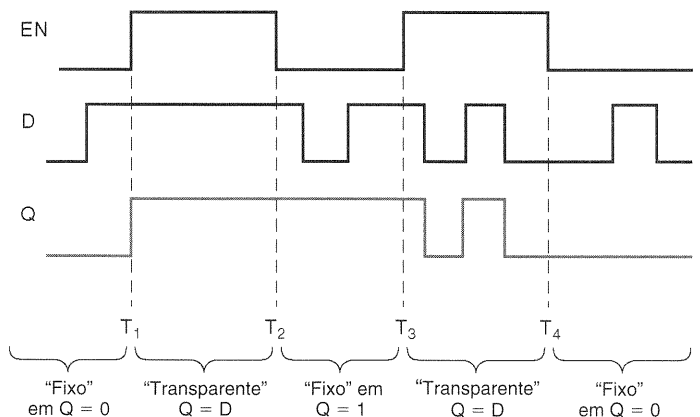 EN
D
Q
T1 T2 T3 T4
"Fixo" "Transparente" "Fixo" em "Transparente" "Fixo"
em Q = 0 Q = D Q = 1 Q = D em Q = 0